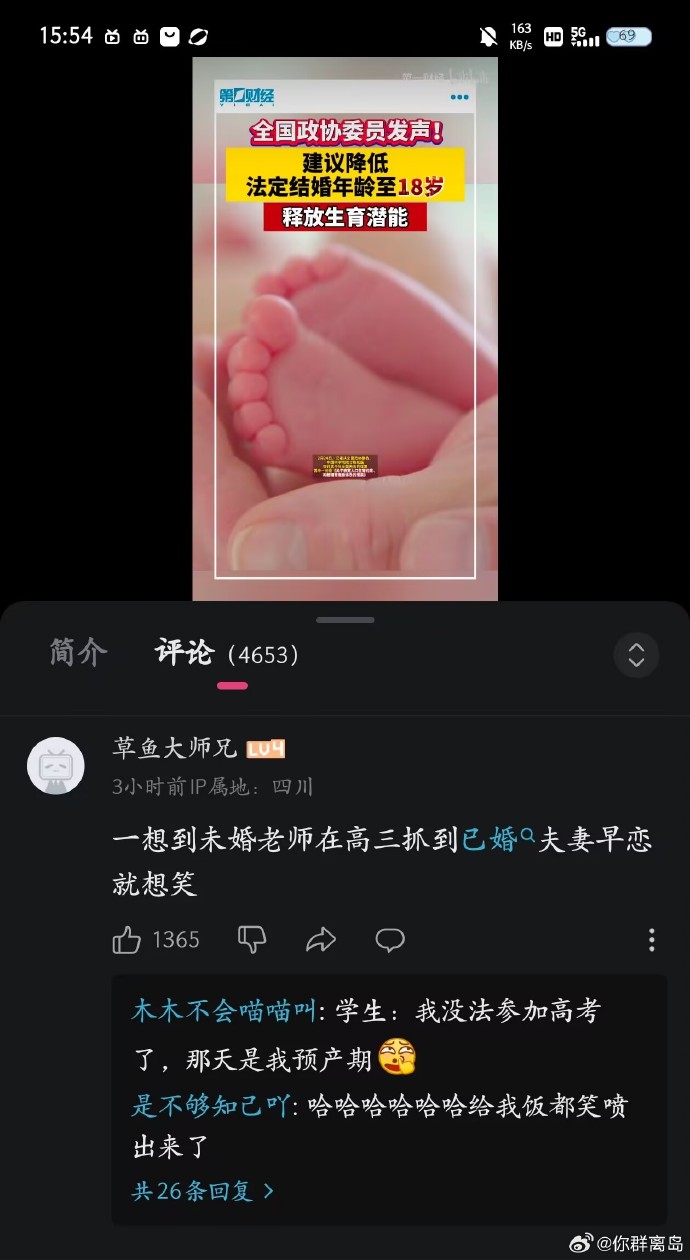 15:54
163
KB/s
HD
5G
69
第一财经
YICAI
全国政协委员发声！
建议降低
法定结婚年龄至18岁
释放生育潜能
简介
评论（4653）
草鱼大师兄 LV4
3小时前 IP属地：四川
一想到未婚老师在高三抓到已婚夫妻早恋
就想笑
1365
木木不会喵喵叫: 学生：我没法参加高考
了，那天是我预产期
是不够知己吖: 哈哈哈哈哈哈给我饭都笑喷
出来了
共26条回复 >
@你群离岛